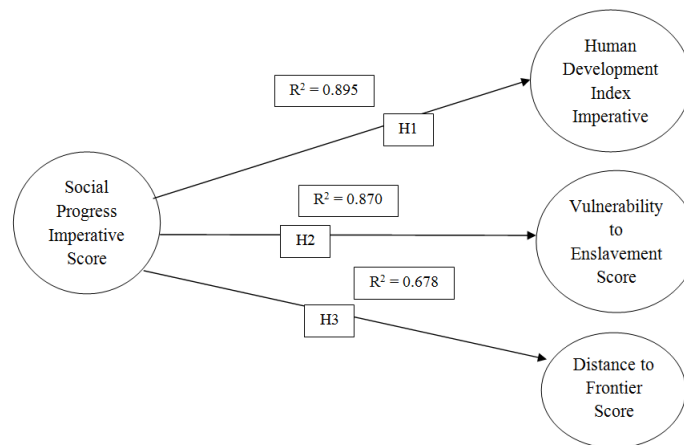 Human
Development
Index
Imperative
R² = 0.895
H1
Social
Progress
Imperative
Score
R² = 0.870
H2
Vulnerability
to
Enslavement
Score
R² = 0.678
H3
Distance to
Frontier
Score